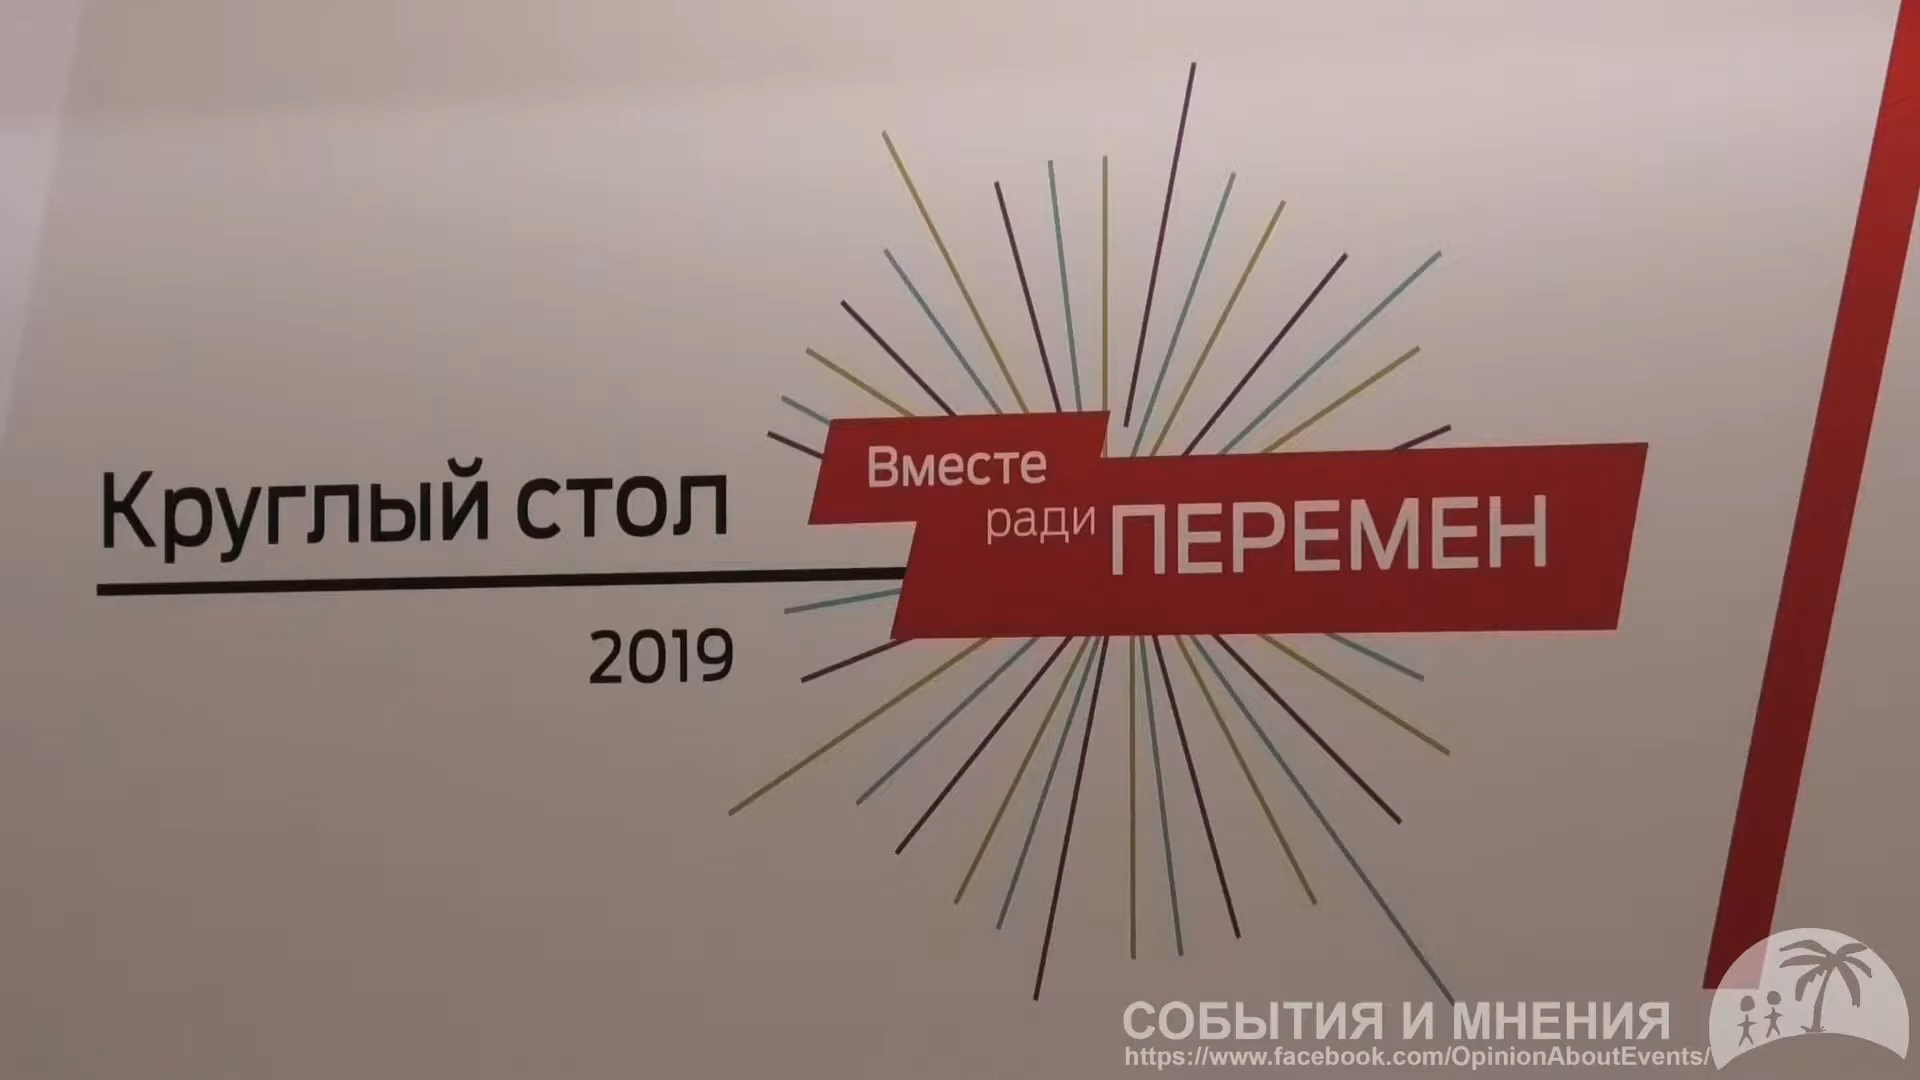 Круглый стол
2019
Вместе
ради ПЕРЕМЕН
СОБЫТИЯ И МНЕНИЯ
https://www.facebook.com/OpinionAboutEvents/